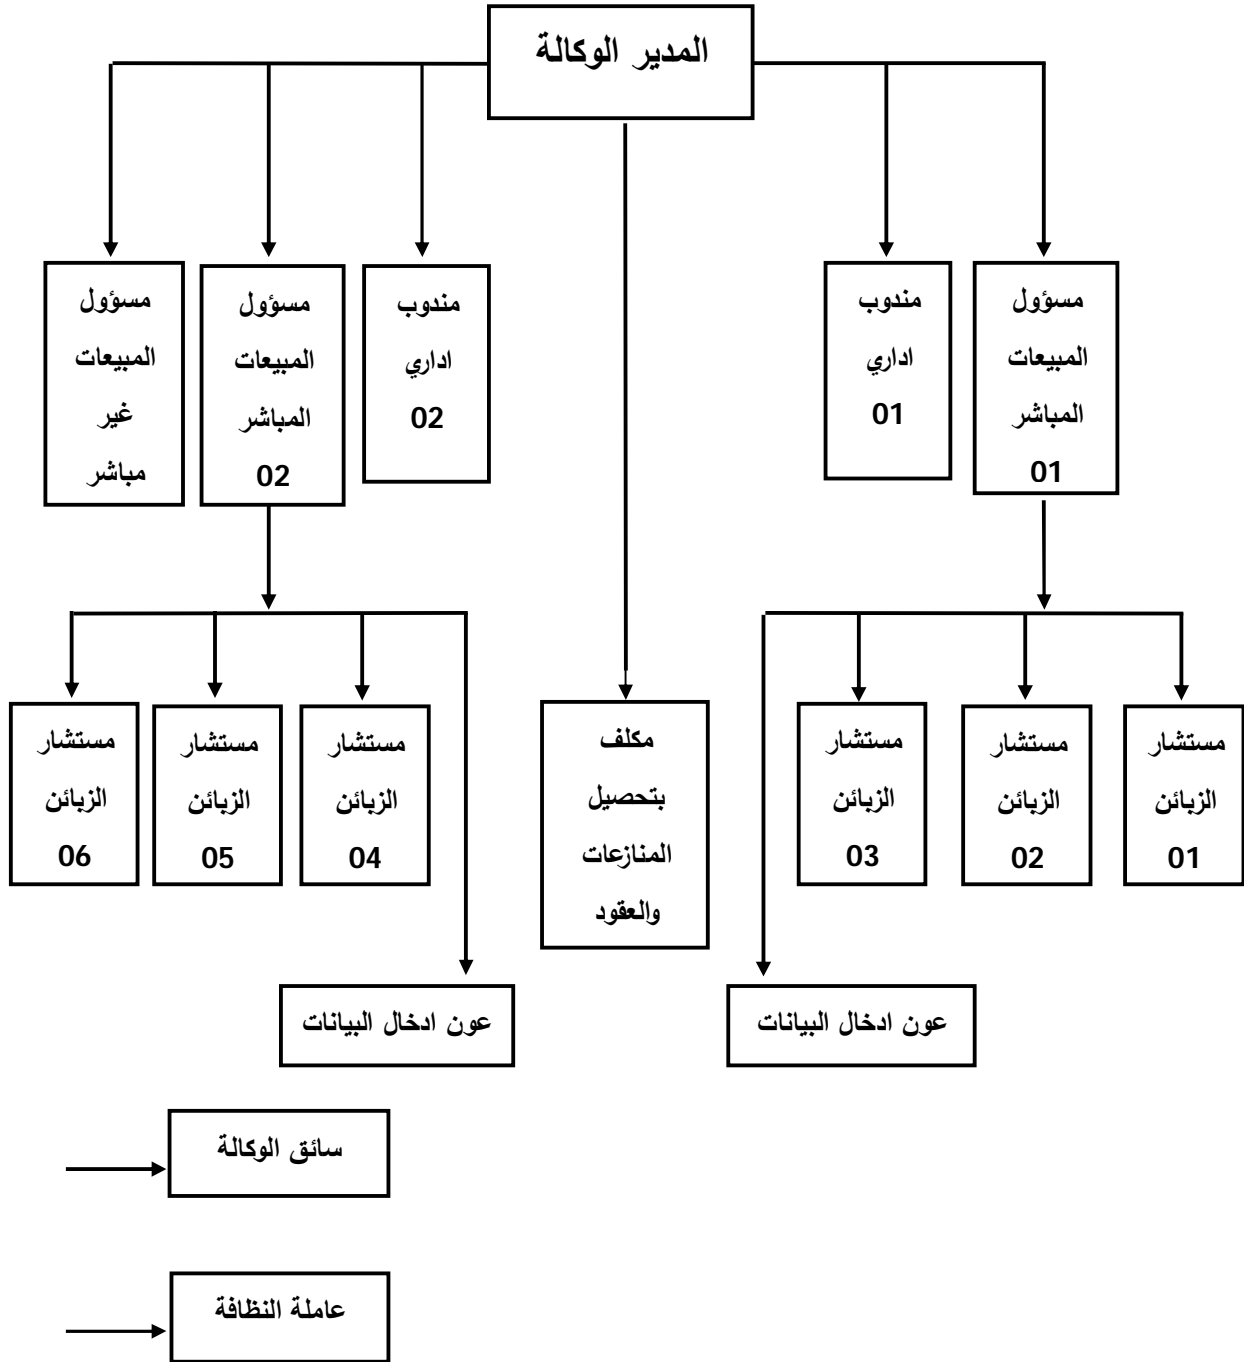 المدير الوكالة
مسؤول
المبيعات
المباشر
01
مندوب
اداري
01
مندوب
اداري
02
مسؤول
المبيعات
المباشر
02
مسؤول
المبيعات
غير
مباشر
مستشار
الزبائن
01
مستشار
الزبائن
02
مستشار
الزبائن
03
مكلف
بتحصيل
المنازعات
والعقود
مستشار
الزبائن
04
مستشار
الزبائن
05
مستشار
الزبائن
06
عون ادخال البيانات
عون ادخال البيانات
سائق الوكالة
عاملة النظافة